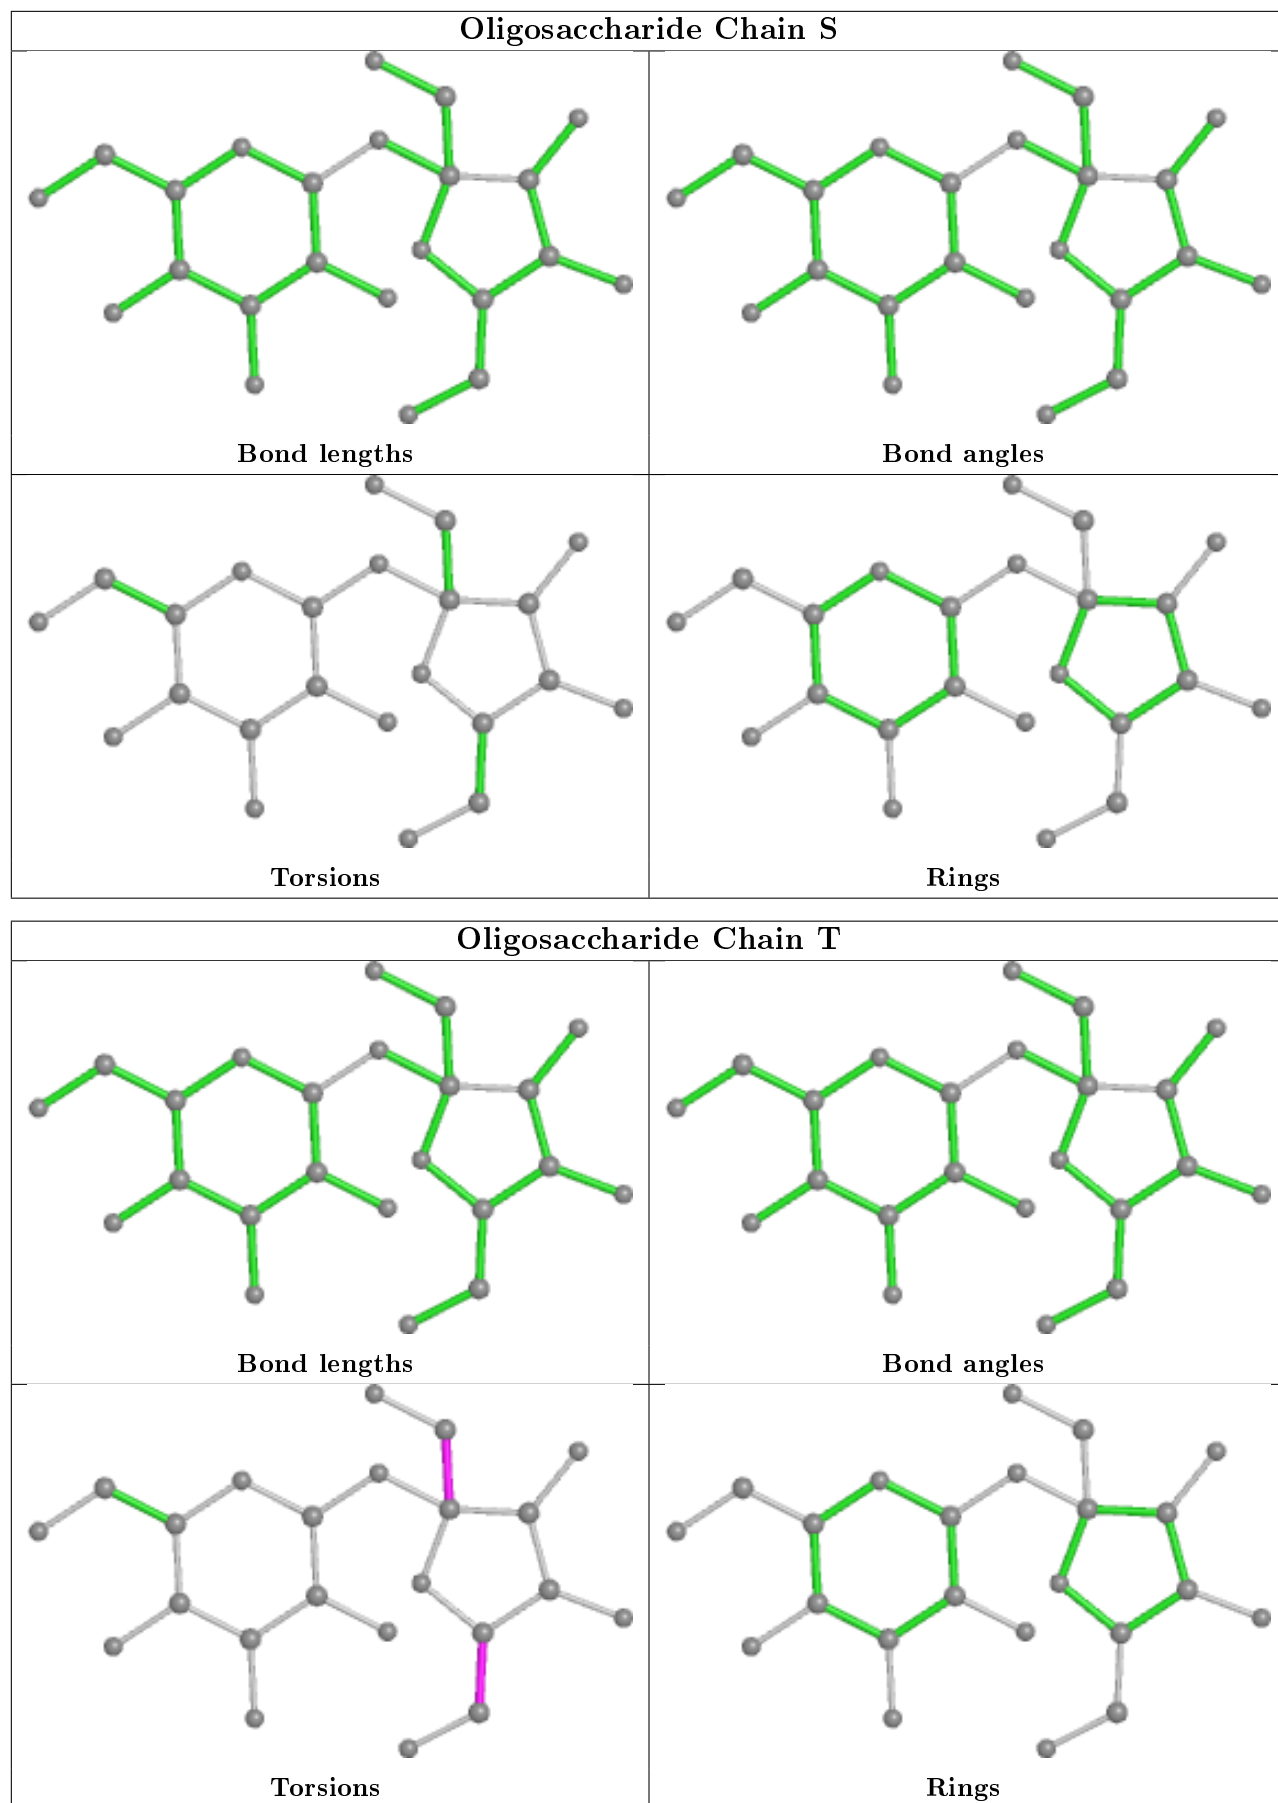 Oligosaccharide Chain S
Bond lengths
Bond angles
Torsions
Rings
Oligosaccharide Chain T
Bond lengths
Bond angles
Torsions
Rings